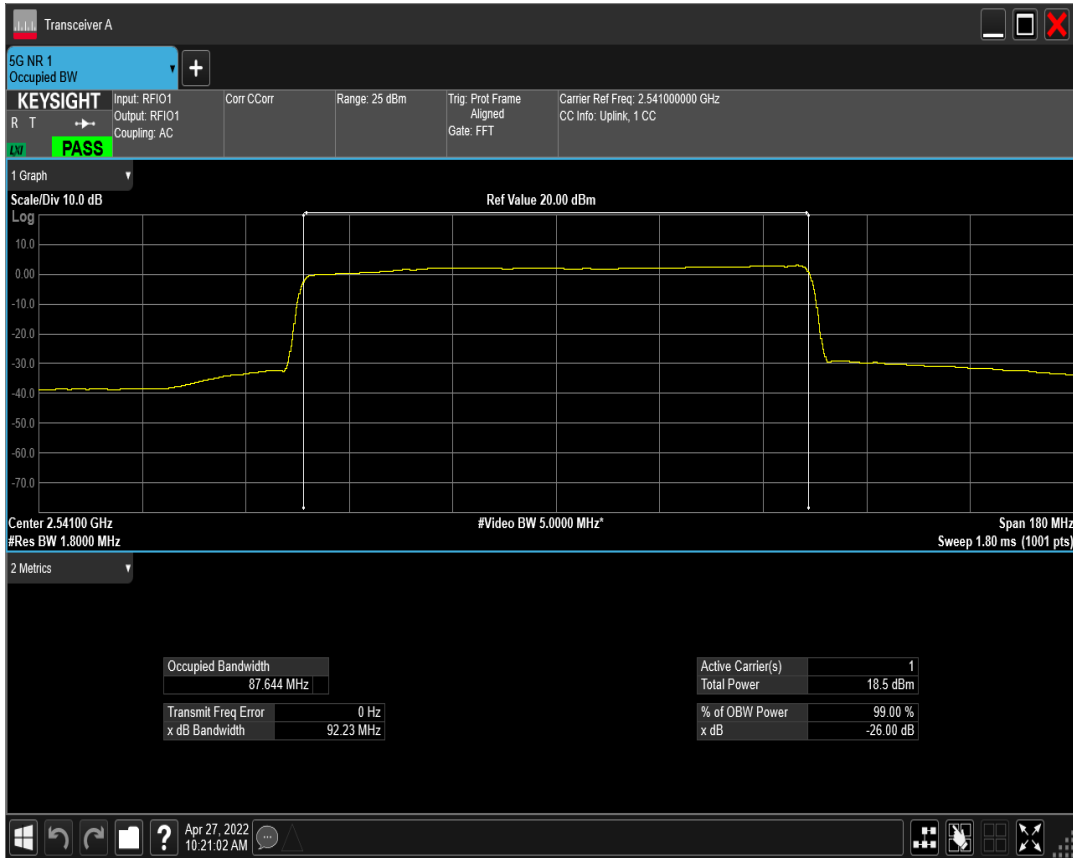 Transceiver A
5G NR 1
Occupied BW
KEYSIGHT
R T
LXI
PASS
Input: RFIO1
Output: RFIO1
Coupling: AC
Corr CCorr
Range: 25 dBm
Trig: Prot Frame
Aligned
Gate: FFT
Carrier Ref Freq: 2.541000000 GHz
CC Info: Uplink, 1 CC
1 Graph
Scale/Div 10.0 dB
Ref Value 20.00 dBm
Log
10.0
0.00
-10.0
-20.0
-30.0
-40.0
-50.0
-60.0
-70.0
Center 2.54100 GHz
#Video BW 5.0000 MHz*
Span 180 MHz
#Res BW 1.8000 MHz
Sweep 1.80 ms (1001 pts)
2 Metrics
Occupied Bandwidth
87.644 MHz
Transmit Freq Error 0 Hz
x dB Bandwidth 92.23 MHz
Active Carrier(s) 1
Total Power 18.5 dBm
% of OBW Power 99.00 %
x dB -26.00 dB
?
Apr 27, 2022
10:21:02 AM